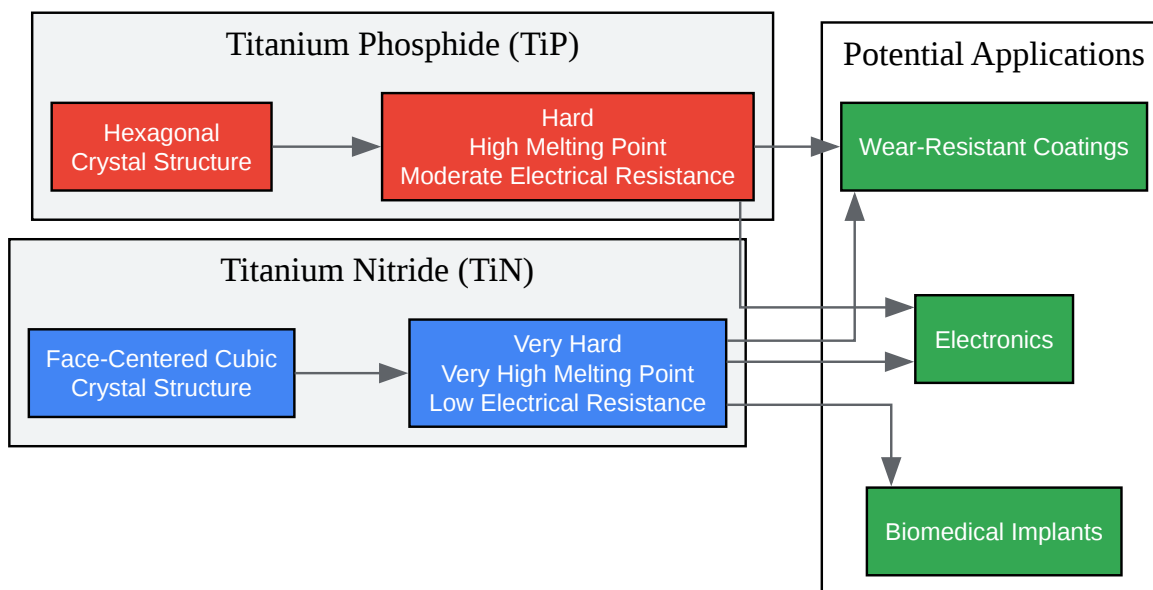 Titanium Phosphide (TiP)
Hexagonal
Crystal Structure
Hard
High Melting Point
Moderate Electrical Resistance
Titanium Nitride (TiN)
Face-Centered Cubic
Crystal Structure
Very Hard
Very High Melting Point
Low Electrical Resistance
Potential Applications
Wear-Resistant Coatings
Electronics
Biomedical Implants